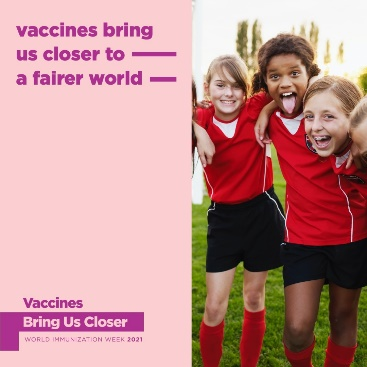 vaccines bring
us closer to
a fairer world
Vaccines
Bring Us Closer
WORLD IMMUNIZATION WEEK 2021